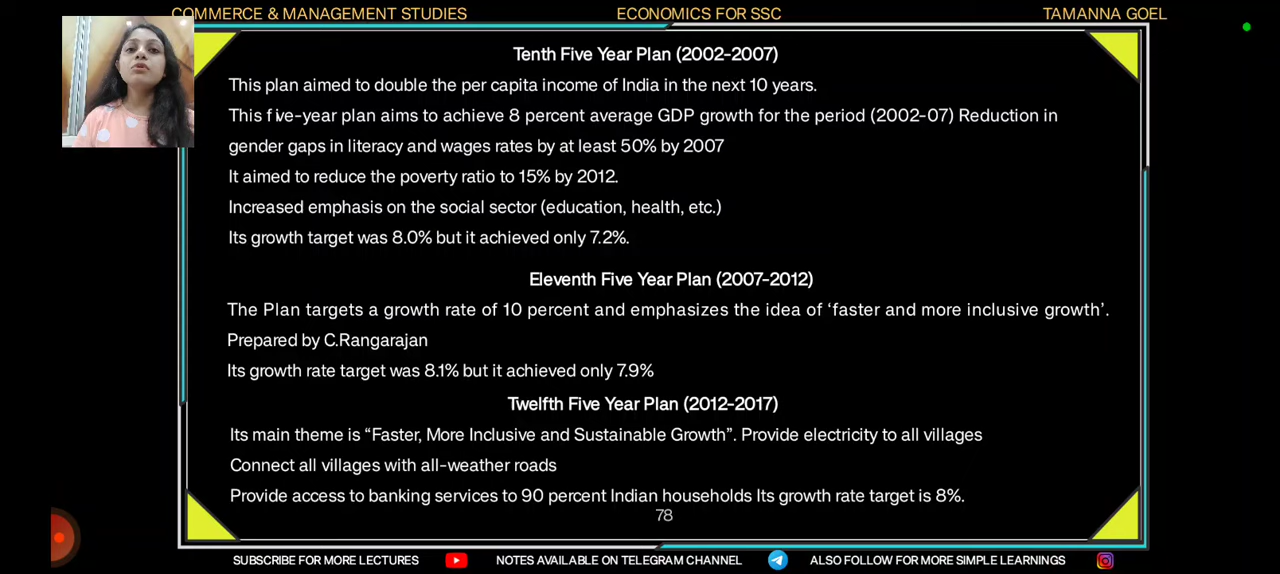 COMMERCE & MANAGEMENT STUDIES ECONOMICS FOR SSC TAMANNA GOEL
Tenth Five Year Plan (2002-2007)
This plan aimed to double the per capita income of India in the next 10 years.
This five-year plan aims to achieve 8 percent average GDP growth for the period (2002-07) Reduction in
gender gaps in literacy and wages rates by at least 50% by 2007
It aimed to reduce the poverty ratio to 15% by 2012.
Increased emphasis on the social sector (education, health, etc.)
Its growth target was 8.0% but it achieved only 7.2%.
Eleventh Five Year Plan (2007-2012)
The Plan targets a growth rate of 10 percent and emphasizes the idea of ‘faster and more inclusive growth’.
Prepared by C.Rangarajan
Its growth rate target was 8.1% but it achieved only 7.9%
Twelfth Five Year Plan (2012-2017)
Its main theme is “Faster, More Inclusive and Sustainable Growth”. Provide electricity to all villages
Connect all villages with all-weather roads
Provide access to banking services to 90 percent Indian households Its growth rate target is 8%.
78
SUBSCRIBE FOR MORE LECTURES NOTES AVAILABLE ON TELEGRAM CHANNEL ALSO FOLLOW FOR MORE SIMPLE LEARNINGS